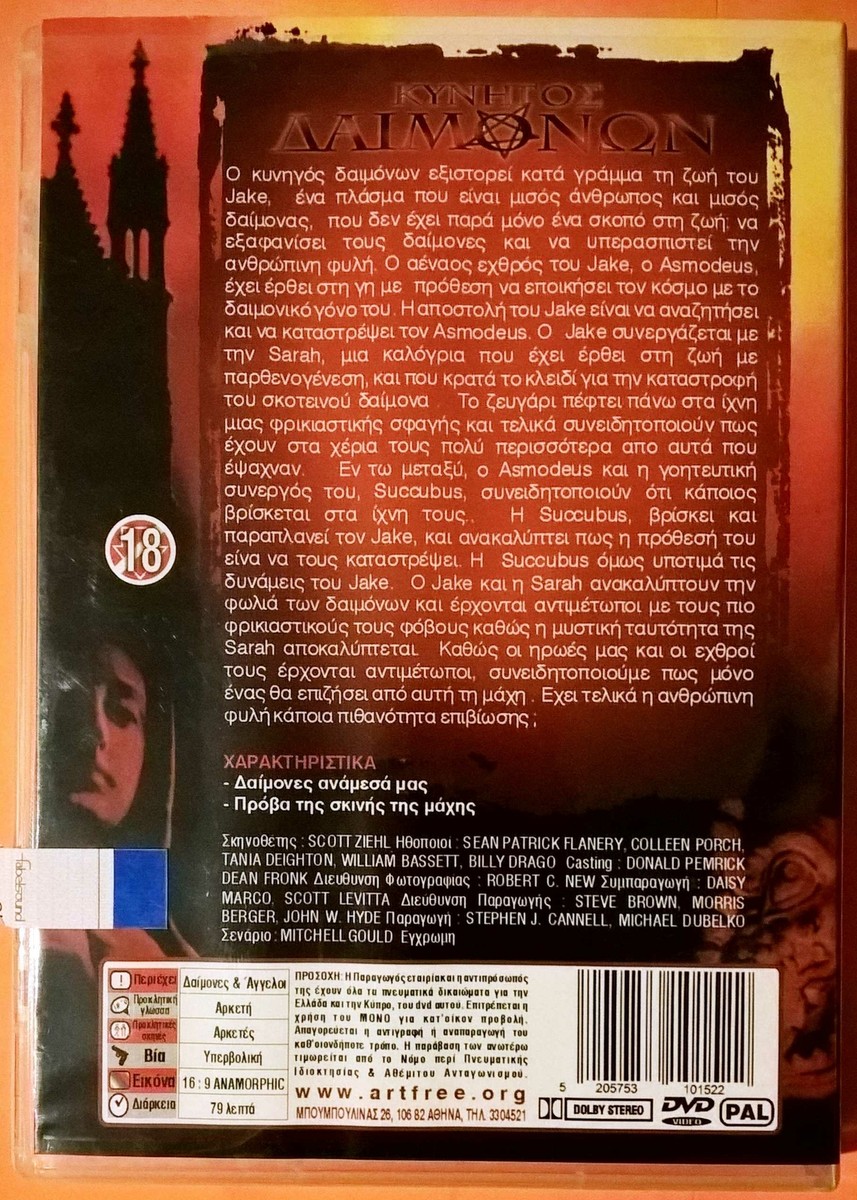 ΚΥΝΗΓΟΣ
ΔΑΙΜΟΝΩΝ
Ο κυνηγός δαιμόνων εξιστορεί κατά γράμμα τη ζωή του
Jake, ένα πλάσμα που είναι μισός άνθρωπος και μισός
δαίμονας, που δεν έχει παρά μόνο ένα σκοπό στη ζωή: να
εξαφανίσει τους δαίμονες και να υπερασπιστεί την
ανθρώπινη φυλή. Ο αέναος εχθρός του Jake, ο Asmodeus,
έχει έρθει στη γη με πρόθεση να εποικήσει τον κόσμο με το
δαιμονικό γόνο του. Η αποστολή του Jake είναι να αναζητήσει
και να καταστρέψει τον Asmodeus. Ο Jake συνεργάζεται με
την Sarah, μια καλόγρια που έχει έρθει στη ζωή με
παρθενογένεση, και που κρατά το κλειδί για την καταστροφή
του σκοτεινού δαίμονα Το ζευγάρι πέφτει πάνω στα ίχνη
μιας φρικιαστικής σφαγής και τελικά συνειδητοποιούν πως
έχουν στα χέρια τους πολύ περισσότερα απο αυτά που
έψαχναν. Εν τω μεταξύ, ο Asmodeus και η γοητευτική
συνεργός του, Succubus, συνειδητοποιούν ότι κάποιος
βρίσκεται στα ίχνη τους.. Η Succubus, βρίσκει και
παραπλανεί τον Jake, και ανακαλύπτει πως η πρόθεσή του
είνα να τους καταστρέψει. Η Succubus όμως υποτιμά τις
δυνάμεις του Jake. Ο Jake και η Sarah ανακαλύπτουν την
φωλιά των δαιμόνων και έρχονται αντιμέτωποι με τους πιο
φρικιαστικούς τους φόβους καθώς η μυστική ταυτότητα της
Sarah αποκαλύπτεται. Καθώς οι ηρωές μας και οι εχθροί
τους έρχονται αντιμέτωποι, συνειδητοποιούμε πως μόνο
ένας θα επιζήσει από αυτή τη μάχη . Εχει τελικά η ανθρώπινη
φυλή κάποια πιθανότητα επιβίωσης ;
18
ΧΑΡΑΚΤΗΡΙΣΤΙΚΑ
- Δαίμονες ανάμεσά μας
- Πρόβα της σκινής της μάχης
Σκηνοθέτης : SCOTT ZIEHL Ηθοποιοί : SEAN PATRICK FLANERY, COLLEEN PORCH,
TANIA DEIGHTON, WILLIAM BASSETT, BILLY DRAGO Casting : DONALD PEMRICK
DEAN FRONK Διευθυνση Φωτογραφιας : ROBERT C. NEW Συμπαραγωγή : DAISY
MARCO, SCOTT LEVITTA Διεύθυση Παραγωγής : STEVE BROWN, MORRIS
BERGER, JOHN W. HYDE Παραγωγή : STEPHEN J. CANNELL, MICHAEL DUBELKO
Σενάριο : MITCHELL GOULD Εγχρωμη
fabelsound
Περιέχει Δαίμονες & Άγγελοι
Προκλητική γλώσσα Αρκετή
Προκλητικές σκηνές Αρκετές
Βία Υπερβολική
Εικόνα 16 : 9 ANAMORPHIC
Διάρκεια 79 λεπτά
ΠΡΟΣΟΧΗ: Η Παραγωγός εταιρία και η αντιπρόσωπός
της έχουν όλα τα πνευματικά δικαιώματα για την
Ελλάδα και την Κύπρο, του dvd αυτού. Επιτρέπεται η
χρήση του ΜΟΝΟ για κατ'οίκον προβολή.
Απαγορεύεται η αντιγραφή ή αναπαραγωγή του
καθ'οιονδήποτε τρόπο. Η παράβαση των ανωτέρω
τιμωρείται από το Νόμο περί Πνευματικής
Ιδιοκτησίας & Αθέμιτου Ανταγωνισμού.
www.artfree.org
ΜΠΟΥΜΠΟΥΛΙΝΑΣ 26, 106 82 ΑΘΗΝΑ, ΤΗΛ. 3304521
5 205753 101522
DOLBY STEREO DVD VIDEO PAL